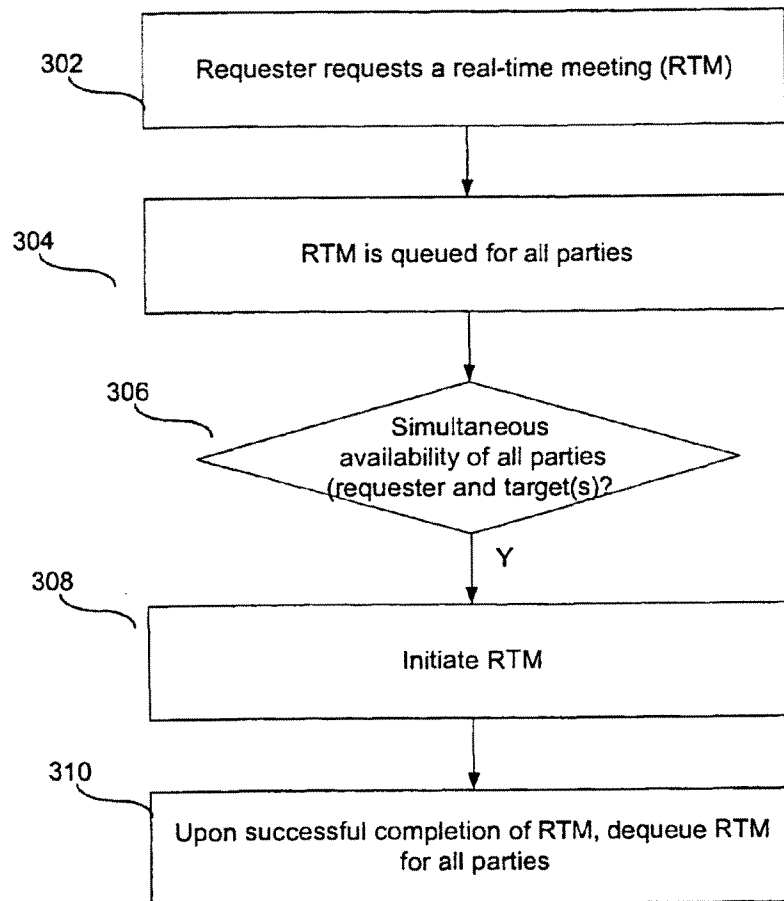 302
Requester requests a real-time meeting (RTM)
304
RTM is queued for all parties
306
Simultaneous
availability of all parties
(requester and target(s)?
Y
308
Initiate RTM
310
Upon successful completion of RTM, dequeue RTM
for all parties